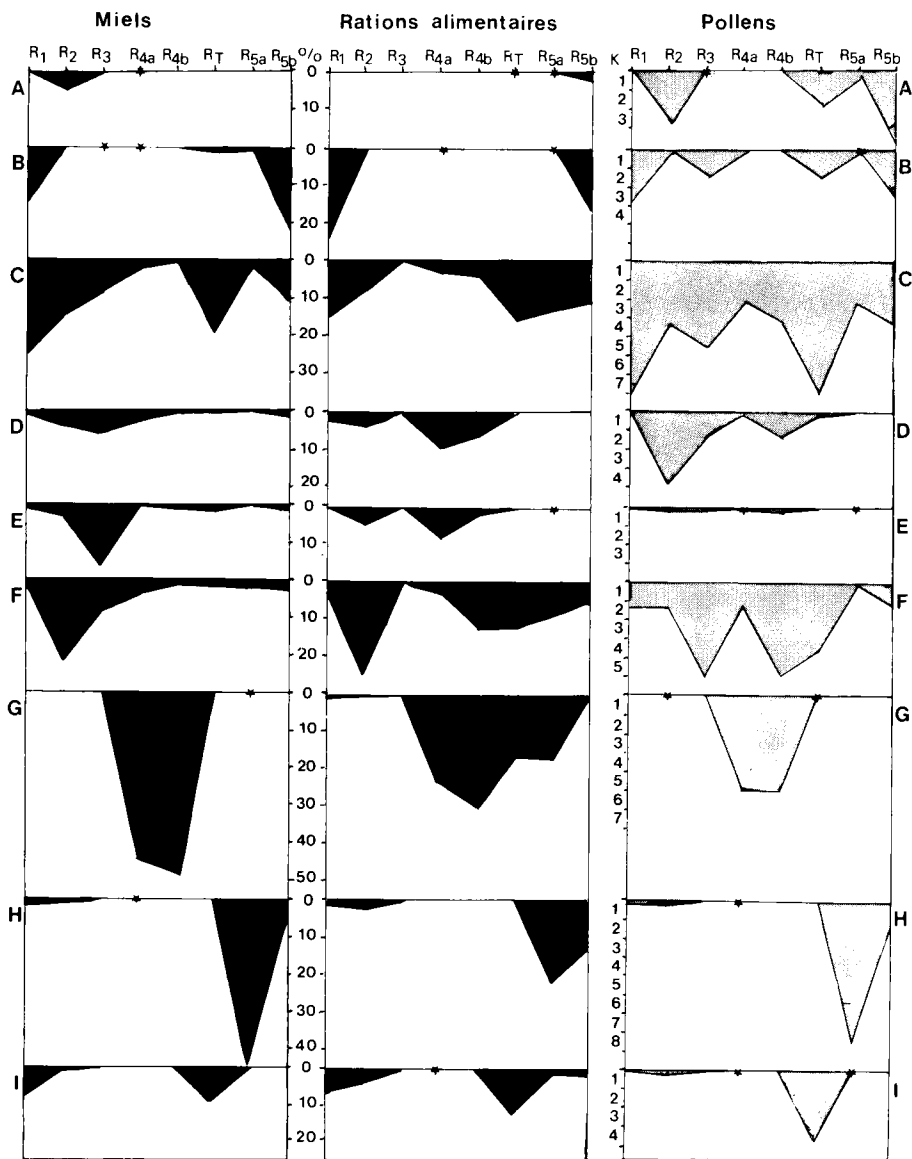 Miels Rations alimentaires Pollens
R1 R2 R3 R4a R4b RT R5a R5b % R1 R2 R3 R4a R4b RT R5a R5b K R1 R2 R3 R4a R4b RT R5a R5b
A 0 10 1 2 3 A
B 0 10 20 1 2 3 4 B
C 0 10 20 30 1 2 3 4 5 6 7 C
D 0 10 20 1 2 3 4 D
E 0 10 1 2 3 E
F 0 10 20 1 2 3 4 5 F
G 0 10 20 30 40 50 1 2 3 4 5 6 7 G
H 0 10 20 30 40 1 2 3 4 5 6 7 8 H
I 0 10 20 1 2 3 4 I